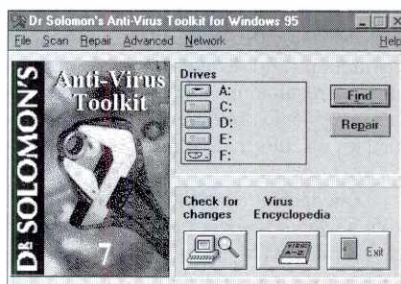 Dr Solomon's Anti-Virus Toolkit for Windows 95
File Scan Repair Advanced Network Help
DR SOLOMON'S
Anti-Virus
Toolkit
7
Drives
A:
C:
D:
E:
F:
Find
Repair
Check for
changes
Virus
Encyclopedia
Exit